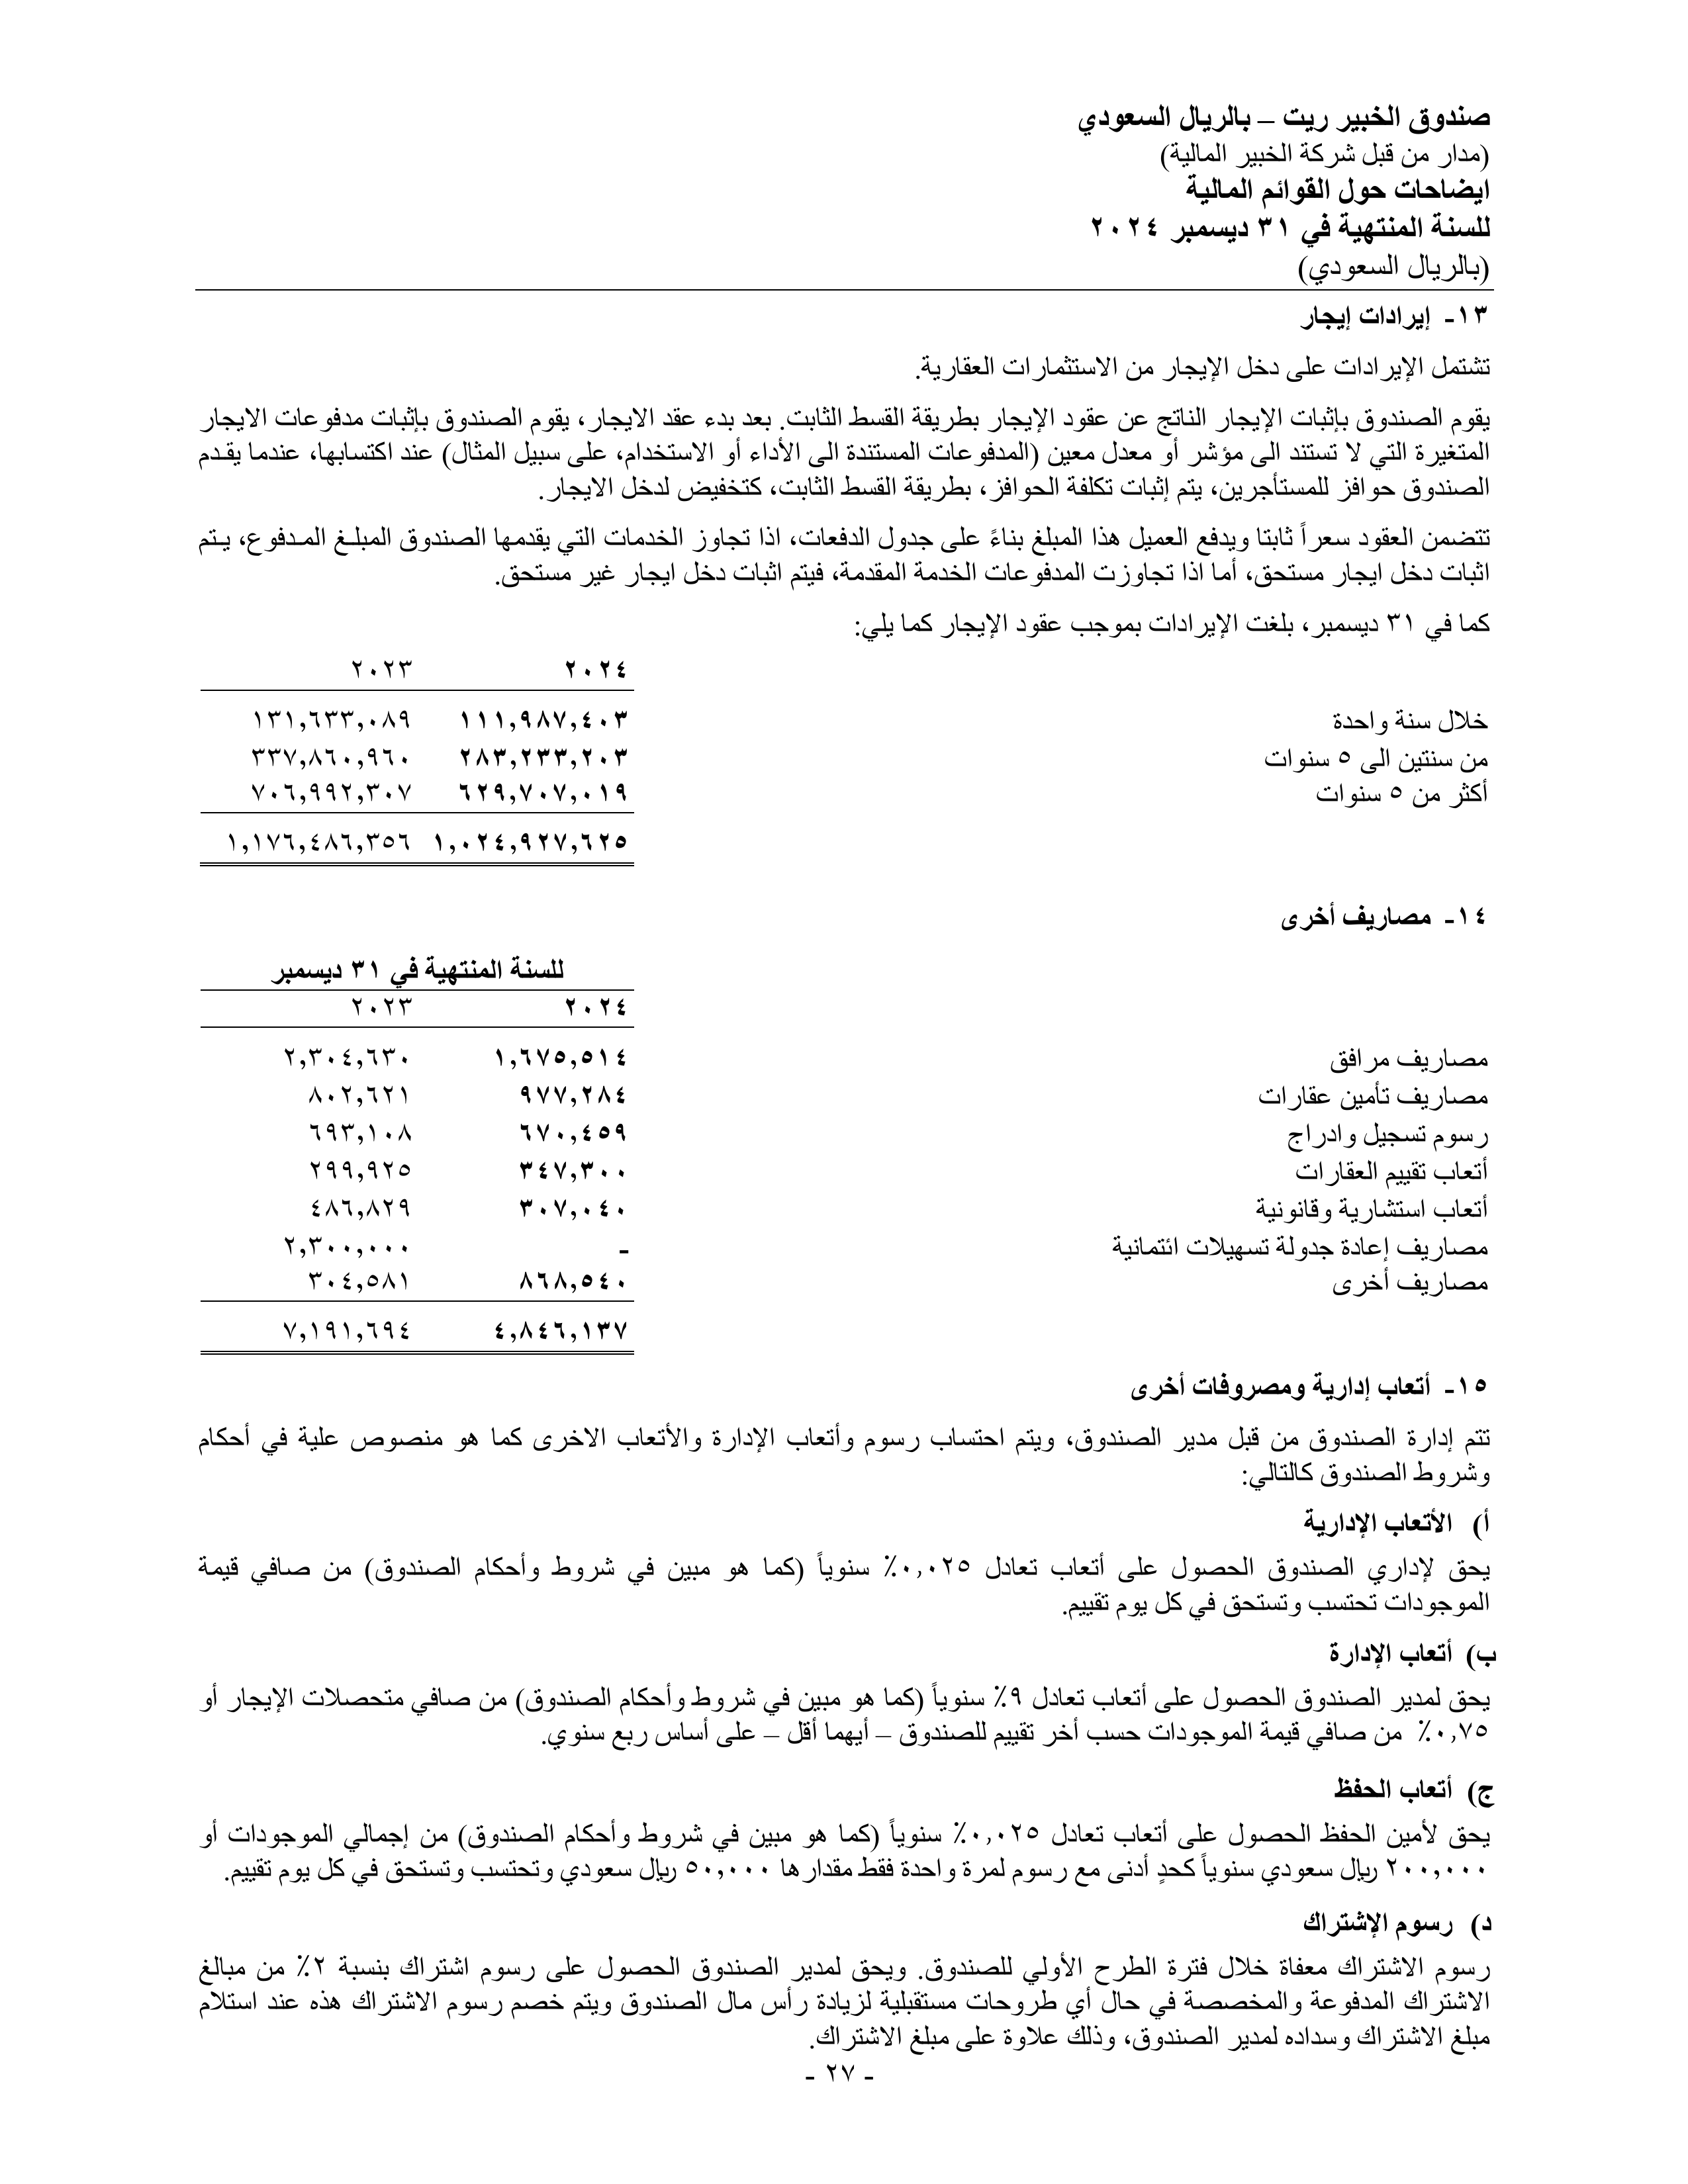 صندوق الخبير ريت – بالريال السعودي
(مدار من قبل شركة الخبير المالية)
ايضاحات حول القوائم المالية
للسنة المنتهية في ٣١ ديسمبر ٢٠٢٤
(بالريال السعودي)
١٣- إيرادات إيجار
تشتمل الإيرادات على دخل الإيجار من الاستثمارات العقارية.
يقوم الصندوق بإثبات الإيجار الناتج عن عقود الإيجار بطريقة القسط الثابت. بعد بدء عقد الايجار، يقوم الصندوق بإثبات مدفوعات الايجار
المتغيرة التي لا تستند الى مؤشر أو معدل معين (المدفوعات المستندة الى الأداء أو الاستخدام، على سبيل المثال) عند اكتسابها، عندما يقـدم
الصندوق حوافز للمستأجرين، يتم إثبات تكلفة الحوافز، بطريقة القسط الثابت، كتخفيض لدخل الايجار.
تتضمن العقود سعراً ثابتا ويدفع العميل هذا المبلغ بناءً على جدول الدفعات، اذا تجاوز الخدمات التي يقدمها الصندوق المبلـغ المـدفوع، يـتم
اثبات دخل ايجار مستحق، أما اذا تجاوزت المدفوعات الخدمة المقدمة، فيتم اثبات دخل ايجار غير مستحق.
كما في ٣١ ديسمبر، بلغت الإيرادات بموجب عقود الإيجار كما يلي:
٢٠٢٤ ٢٠٢٣
خلال سنة واحدة ١١١,٩٨٧,٤٠٣ ١٣١,٦٣٣,٠٨٩
من سنتين الى ٥ سنوات ٢٨٣,٢٣٣,٢٠٣ ٣٣٧,٨٦٠,٩٦٠
أكثر من ٥ سنوات ٦٢٩,٧٠٧,٠١٩ ٧٠٦,٩٩٢,٣٠٧
١,٠٢٤,٩٢٧,٦٢٥ ١,١٧٦,٤٨٦,٣٥٦
١٤- مصاريف أخرى
للسنة المنتهية في ٣١ ديسمبر
٢٠٢٤ ٢٠٢٣
مصاريف مرافق ١,٦٧٥,٥١٤ ٢,٣٠٤,٦٣٠
مصاريف تأمين عقارات ٩٧٧,٢٨٤ ٨٠٢,٦٢١
رسوم تسجيل وادراج ٦٧٠,٤٥٩ ٦٩٣,١٠٨
أتعاب تقييم العقارات ٣٤٧,٣٠٠ ٢٩٩,٩٢٥
أتعاب استشارية وقانونية ٣٠٧,٠٤٠ ٤٨٦,٨٢٩
مصاريف إعادة جدولة تسهيلات ائتمانية - ٢,٣٠٠,٠٠٠
مصاريف أخرى ٨٦٨,٥٤٠ ٣٠٤,٥٨١
٤,٨٤٦,١٣٧ ٧,١٩١,٦٩٤
١٥- أتعاب إدارية ومصروفات أخرى
تتم إدارة الصندوق من قبل مدير الصندوق، ويتم احتساب رسوم وأتعاب الإدارة والأتعاب الاخرى كما هو منصوص علية في أحكام
وشروط الصندوق كالتالي:
أ) الأتعاب الإدارية
يحق لإداري الصندوق الحصول على أتعاب تعادل ٠,٠٢٥٪ سنوياً (كما هو مبين في شروط وأحكام الصندوق) من صافي قيمة
الموجودات تحتسب وتستحق في كل يوم تقييم.
ب) أتعاب الإدارة
يحق لمدير الصندوق الحصول على أتعاب تعادل ٩٪ سنوياً (كما هو مبين في شروط وأحكام الصندوق) من صافي متحصلات الإيجار أو
٠,٧٥٪ من صافي قيمة الموجودات حسب أخر تقييم للصندوق – أيهما أقل – على أساس ربع سنوي.
ج) أتعاب الحفظ
يحق لأمين الحفظ الحصول على أتعاب تعادل ٠,٠٢٥٪ سنوياً (كما هو مبين في شروط وأحكام الصندوق) من إجمالي الموجودات أو
٢٠٠,٠٠٠ ريال سعودي سنوياً كحدٍ أدنى مع رسوم لمرة واحدة فقط مقدارها ٥٠,٠٠٠ ريال سعودي وتحتسب وتستحق في كل يوم تقييم.
د) رسوم الإشتراك
رسوم الاشتراك معفاة خلال فترة الطرح الأولي للصندوق. ويحق لمدير الصندوق الحصول على رسوم اشتراك بنسبة ٢٪ من مبالغ
الاشتراك المدفوعة والمخصصة في حال أي طروحات مستقبلية لزيادة رأس مال الصندوق ويتم خصم رسوم الاشتراك هذه عند استلام
مبلغ الاشتراك وسداده لمدير الصندوق، وذلك علاوة على مبلغ الاشتراك.
- ٢٧ -